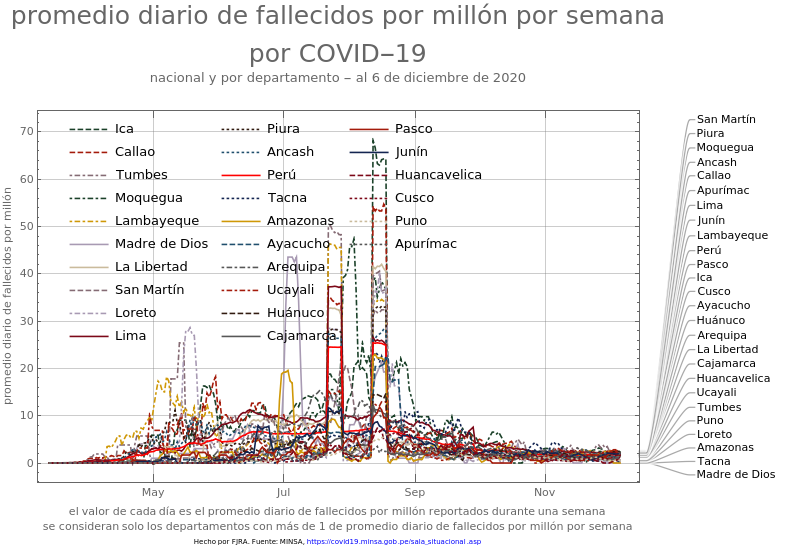 promedio diario de fallecidos por millón por semana
por COVID−19
nacional y por departamento − al 6 de diciembre de 2020
promedio diario de fallecidos por millón
70
60
50
40
30
20
10
0
Ica
Callao
Tumbes
Moquegua
Lambayeque
Madre de Dios
La Libertad
San Martín
Loreto
Lima
Piura
Ancash
Perú
Tacna
Amazonas
Ayacucho
Arequipa
Ucayali
Huánuco
Cajamarca
Pasco
Junín
Huancavelica
Cusco
Puno
Apurímac
May
Jul
Sep
Nov
San Martín
Piura
Moquegua
Ancash
Callao
Apurímac
Lima
Junín
Lambayeque
Perú
Pasco
Ica
Cusco
Ayacucho
Huánuco
Arequipa
La Libertad
Cajamarca
Huancavelica
Ucayali
Tumbes
Puno
Loreto
Amazonas
Tacna
Madre de Dios
el valor de cada día es el promedio diario de fallecidos por millón reportados durante una semana
se consideran solo los departamentos con más de 1 de promedio diario de fallecidos por millón por semana
Hecho por FJRA. Fuente: MINSA, https://covid19.minsa.gob.pe/sala_situacional.asp